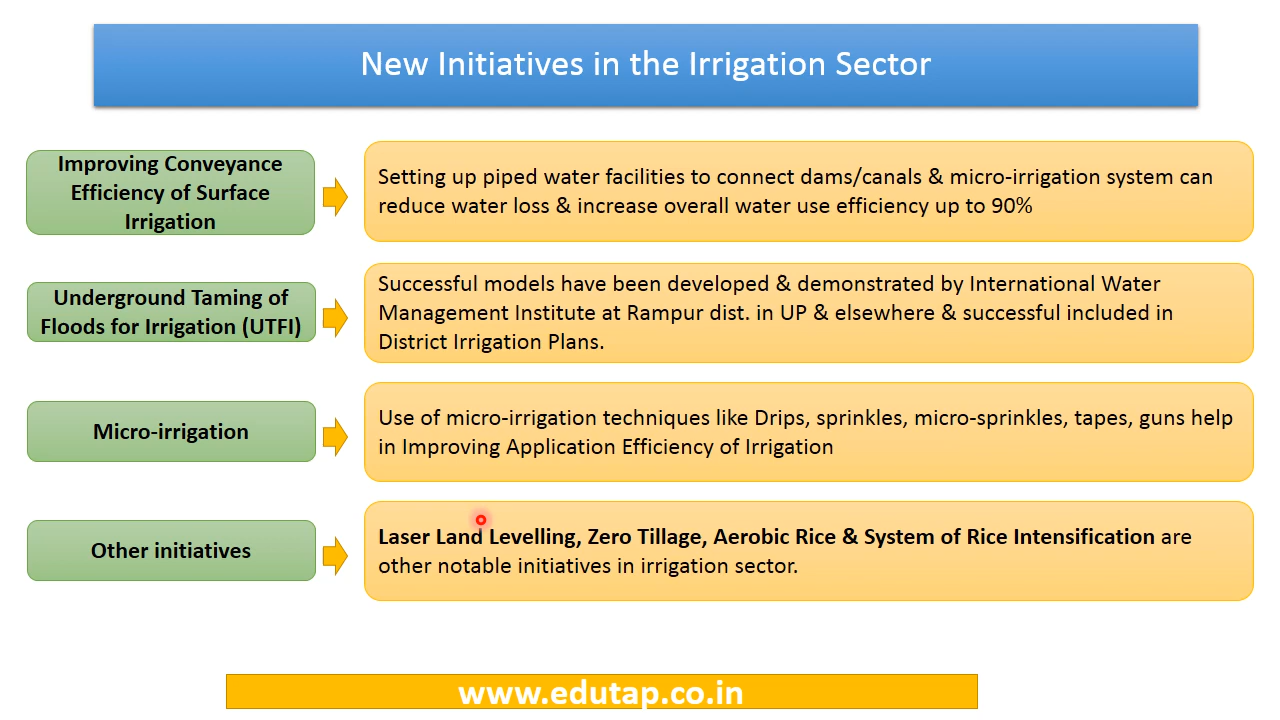 New Initiatives in the Irrigation Sector
Improving Conveyance
Efficiency of Surface
Irrigation
Setting up piped water facilities to connect dams/canals & micro-irrigation system can
reduce water loss & increase overall water use efficiency up to 90%
Underground Taming of
Floods for Irrigation (UTFI)
Successful models have been developed & demonstrated by International Water
Management Institute at Rampur dist. in UP & elsewhere & successful included in
District Irrigation Plans.
Micro-irrigation
Use of micro-irrigation techniques like Drips, sprinkles, micro-sprinkles, tapes, guns help
in Improving Application Efficiency of Irrigation
Other initiatives
Laser Land Levelling, Zero Tillage, Aerobic Rice & System of Rice Intensification are
other notable initiatives in irrigation sector.
www.edutap.co.in